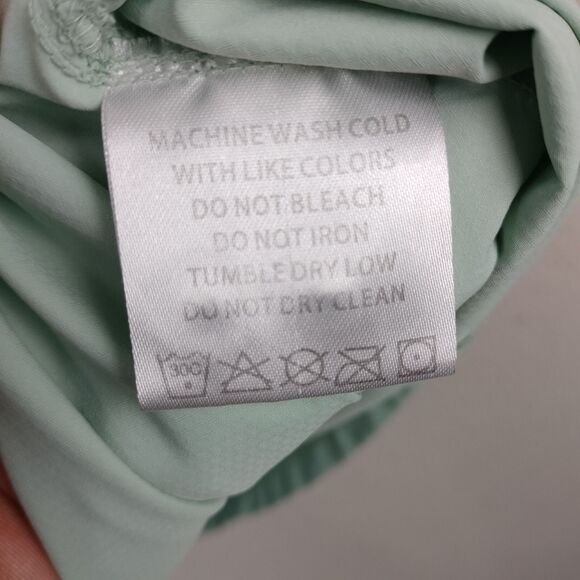 MACHINE WASH COLD
WITH LIKE COLORS
DO NOT BLEACH
DO NOT IRON
TUMBLE DRY LOW
DO NOT DRY CLEAN
30C